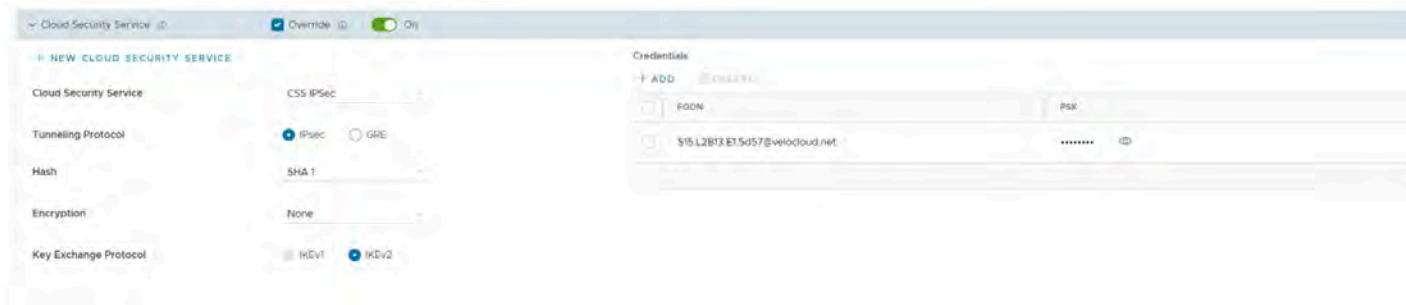 Cloud Security Service
Override
On
+ NEW CLOUD SECURITY SERVICE
Cloud Security Service
CSS IPSec
Tunneling Protocol
IPsec
GRE
Hash
SHA 1
Encryption
None
Key Exchange Protocol
IKEv1
IKEv2
Credentials
+ ADD
DELETE
FQDN
PSK
515.L2B13.E1.5d57@velocloud.net
••••••••